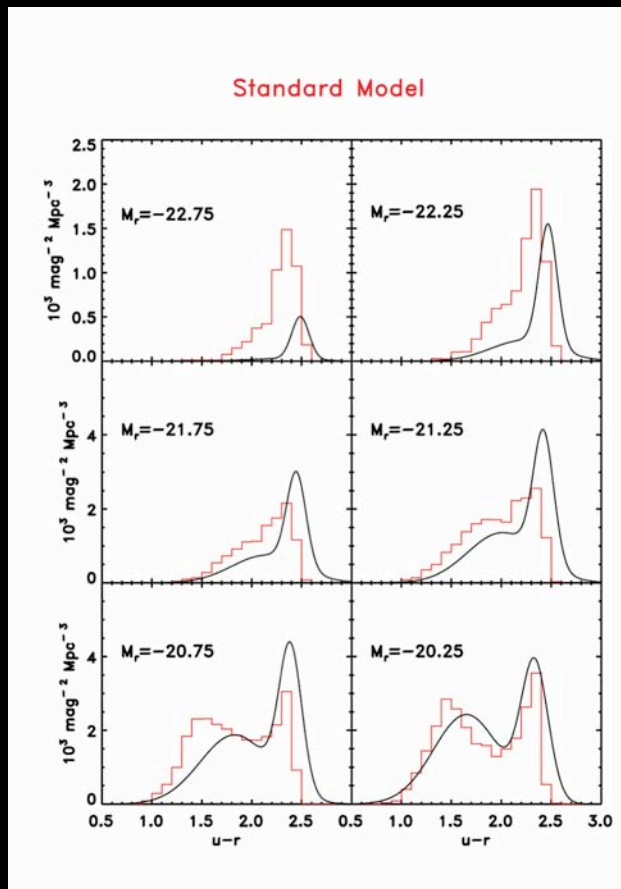 Standard Model
2.5
2.0
1.5
1.0
0.5
0.0
10³ mag⁻² Mpc⁻³
M_r=−22.75
M_r=−22.25
4
2
0
10³ mag⁻² Mpc⁻³
M_r=−21.75
M_r=−21.25
4
2
0
10³ mag⁻² Mpc⁻³
M_r=−20.75
M_r=−20.25
0.5 1.0 1.5 2.0 2.5 0.5 1.0 1.5 2.0 2.5 3.0
u−r u−r